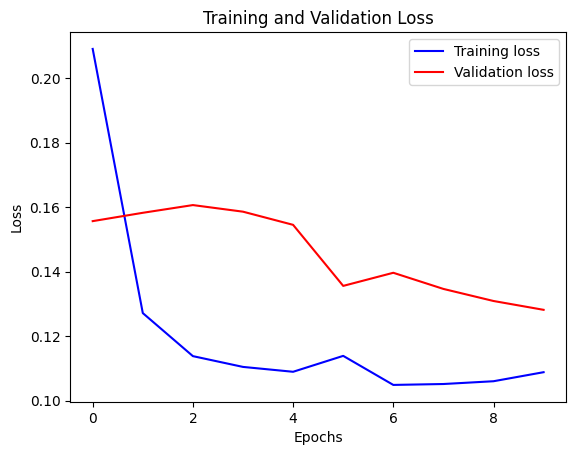 Training and Validation Loss
Training loss
Validation loss
Loss
0.20
0.18
0.16
0.14
0.12
0.10
0
2
4
6
8
Epochs